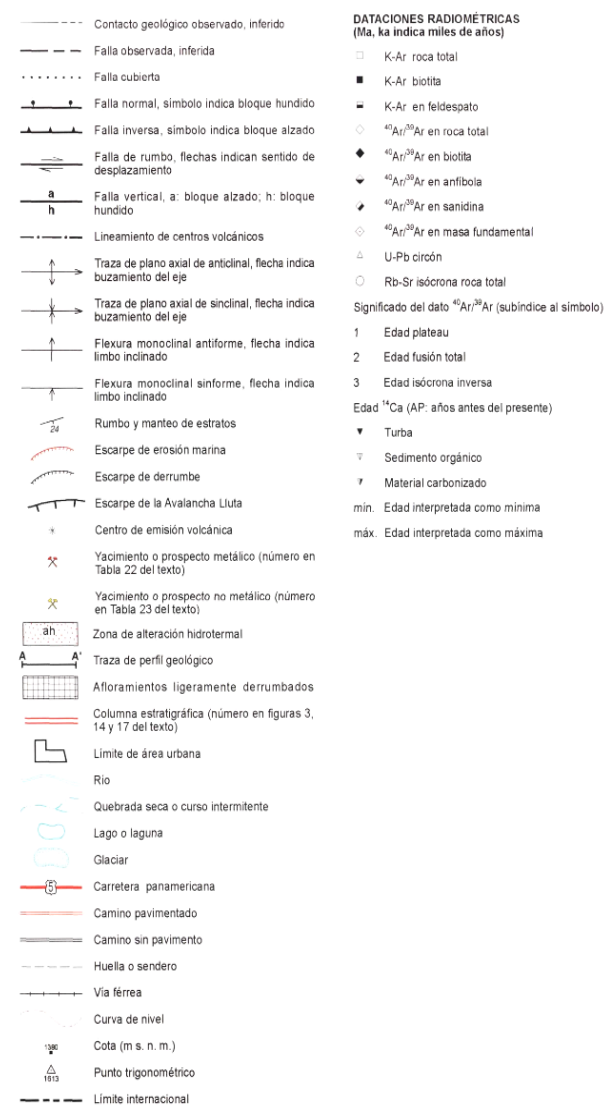 Contacto geológico observado, inferido
Falla observada, inferida
Falla cubierta
Falla normal, símbolo indica bloque hundido
Falla inversa, símbolo indica bloque alzado
Falla de rumbo, flechas indican sentido de
desplazamiento
a
h
Falla vertical, a: bloque alzado; h: bloque
hundido
Lineamiento de centros volcánicos
Traza de plano axial de anticlinal, flecha indica
buzamiento del eje
Traza de plano axial de sinclinal, flecha indica
buzamiento del eje
Flexura monoclinal antiforme, flecha indica
limbo inclinado
Flexura monoclinal sinforme, flecha indica
limbo inclinado
24
Rumbo y manteo de estratos
Escarpe de erosión marina
Escarpe de derrumbe
Escarpe de la Avalancha Lluta
Centro de emisión volcánica
Yacimiento o prospecto metálico (número en
Tabla 22 del texto)
Yacimiento o prospecto no metálico (número
en Tabla 23 del texto)
ah
Zona de alteración hidrotermal
A A'
Traza de perfil geológico
Afloramientos ligeramente derrumbados
Columna estratigráfica (número en figuras 3,
14 y 17 del texto)
Límite de área urbana
Rio
Quebrada seca o curso intermitente
Lago o laguna
Glaciar
5
Carretera panamericana
Camino pavimentado
Camino sin pavimento
Huella o sendero
Vía férrea
Curva de nivel
1380
Cota (m s. n. m.)
1613
Punto trigonométrico
Límite internacional
DATACIONES RADIOMÉTRICAS
(Ma, ka indica miles de años)
K-Ar roca total
K-Ar biotita
K-Ar en feldespato
⁴⁰Ar/³⁹Ar en roca total
⁴⁰Ar/³⁹Ar en biotita
⁴⁰Ar/³⁹Ar en anfíbola
⁴⁰Ar/³⁹Ar en sanidina
⁴⁰Ar/³⁹Ar en masa fundamental
U-Pb circón
Rb-Sr isócrona roca total
Significado del dato ⁴⁰Ar/³⁹Ar (subíndice al símbolo)
1 Edad plateau
2 Edad fusión total
3 Edad isócrona inversa
Edad ¹⁴Ca (AP: años antes del presente)
Turba
Sedimento orgánico
Material carbonizado
mín. Edad interpretada como mínima
máx. Edad interpretada como máxima